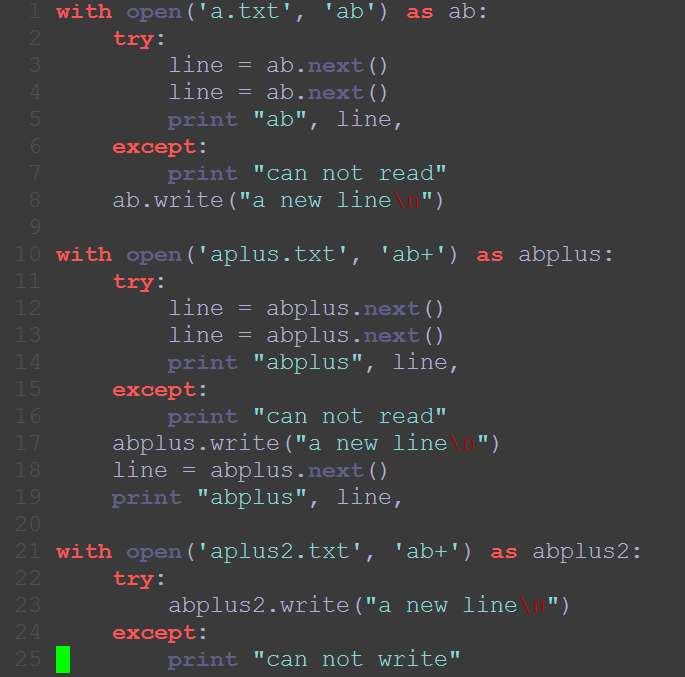 1 with open('a.txt', 'ab') as ab:
2     try:
3         line = ab.next()
4         line = ab.next()
5         print "ab", line,
6     except:
7         print "can not read"
8     ab.write("a new line\n")
9
10 with open('aplus.txt', 'ab+') as abplus:
11     try:
12         line = abplus.next()
13         line = abplus.next()
14         print "abplus", line,
15     except:
16         print "can not read"
17     abplus.write("a new line\n")
18     line = abplus.next()
19     print "abplus", line,
20
21 with open('aplus2.txt', 'ab+') as abplus2:
22     try:
23         abplus2.write("a new line\n")
24     except:
25         print "can not write"